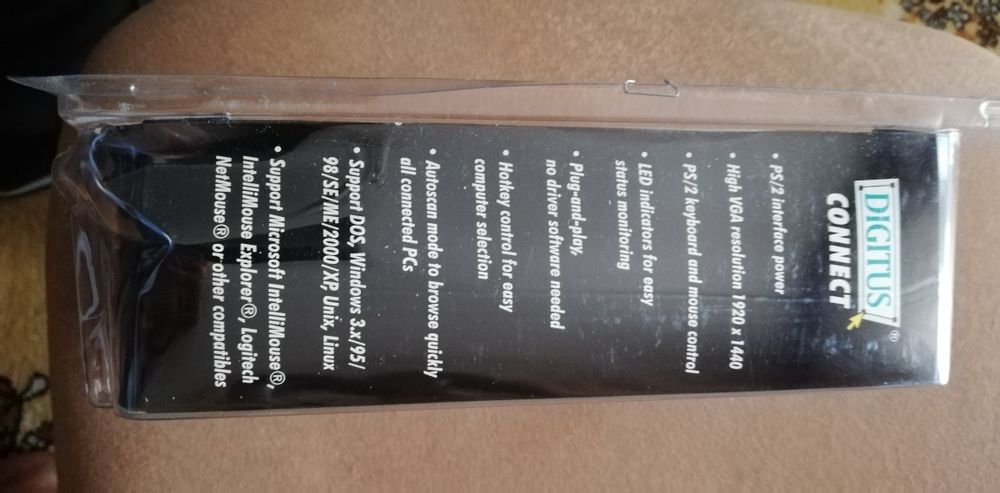 DIGITUS®
CONNECT
• PS/2 interface power
• High VGA resolution 1920 x 1440
• PS/2 keyboard and mouse control
• LED indicators for easy
status monitoring
• Plug-and-play,
no driver software needed
• Hotkey control for easy
computer selection
• Autoscan mode to browse quickly
all connected PCs
• Support DOS, Windows 3.x/95/
98/SE/ME/2000/XP, Unix, Linux
• Support Microsoft IntelliMouse®,
IntelliMouse Explorer®, Logitech
NetMouse® or other compatibles